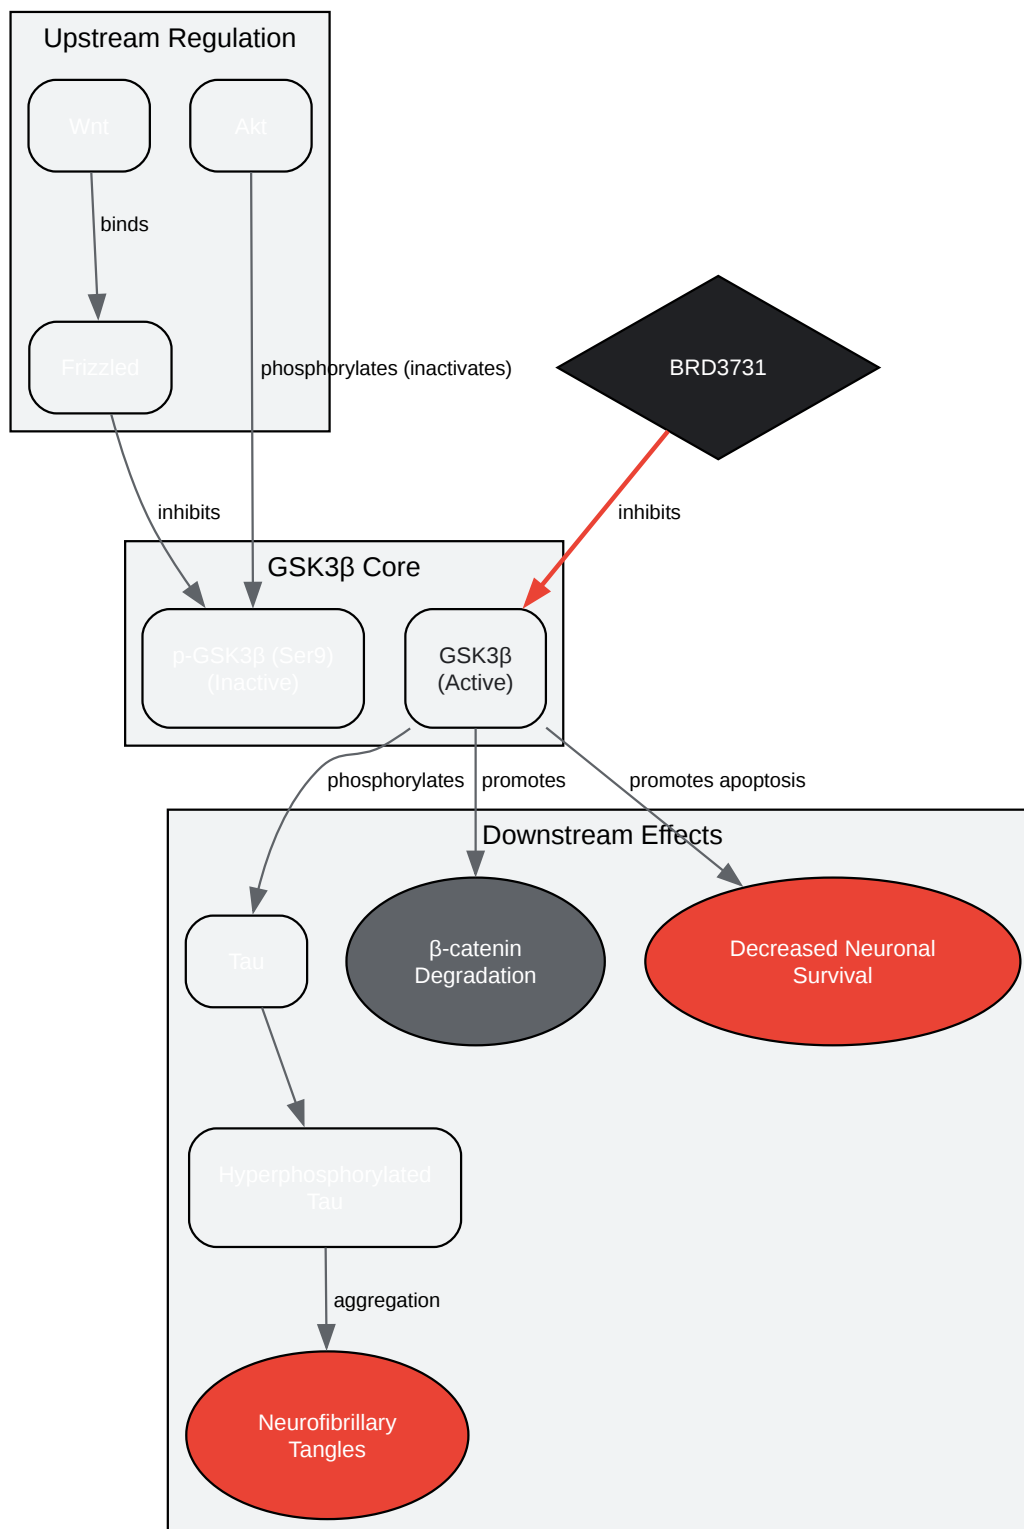 Upstream Regulation
Wnt
Akt
binds
Frizzled
phosphorylates (inactivates)
BRD3731
inhibits
inhibits
GSK3β Core
p-GSK3β (Ser9)
(Inactive)
GSK3β
(Active)
phosphorylates
promotes
promotes apoptosis
Downstream Effects
Tau
β-catenin
Degradation
Decreased Neuronal
Survival
Hyperphosphorylated
Tau
aggregation
Neurofibrillary
Tangles